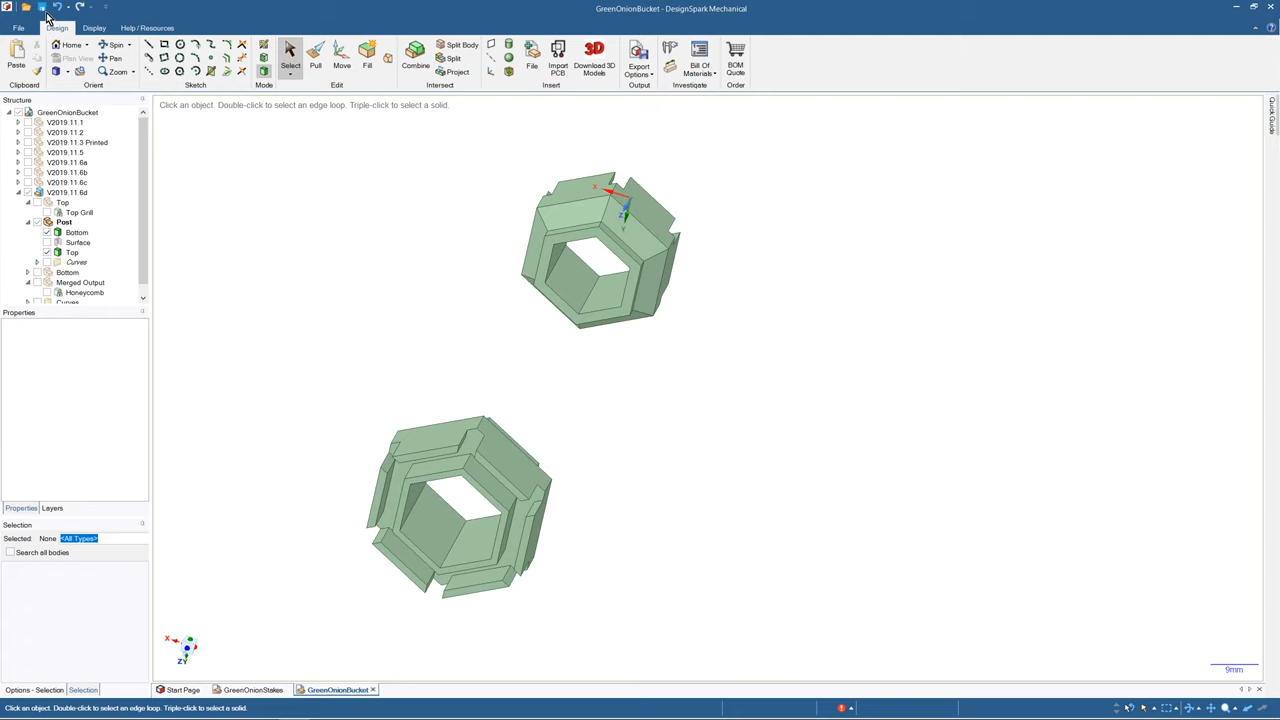 GreenOnionBucket - DesignSpark Mechanical
File Design Display Help / Resources
Paste
Home
Plan View
Spin
Pan
Zoom
Select
Pull
Move
Fill
Combine
Split Body
Split
Project
File
Import PCB
Download 3D Models
Export Options
Bill Of Materials
BOM Quote
Clipboard Orient Sketch Mode Edit Intersect Insert Output Investigate Order
Structure
Click an object. Double-click to select an edge loop. Triple-click to select a solid.
Quick Guide
GreenOnionBucket
V2019.11.1
V2019.11.2
V2019.11.3 Printed
V2019.11.5
V2019.11.6a
V2019.11.6b
V2019.11.6c
V2019.11.6d
Top
Top Grill
Post
Bottom
Surface
Top
Curves
Bottom
Merged Output
Honeycomb
Curves
Properties
X
Z
Y
Properties Layers
Selection
Selected: None <All Types>
Search all bodies
X
ZY
9mm
Options - Selection Selection
Start Page GreenOnionStakes GreenOnionBucket
Click an object. Double-click to select an edge loop. Triple-click to select a solid.